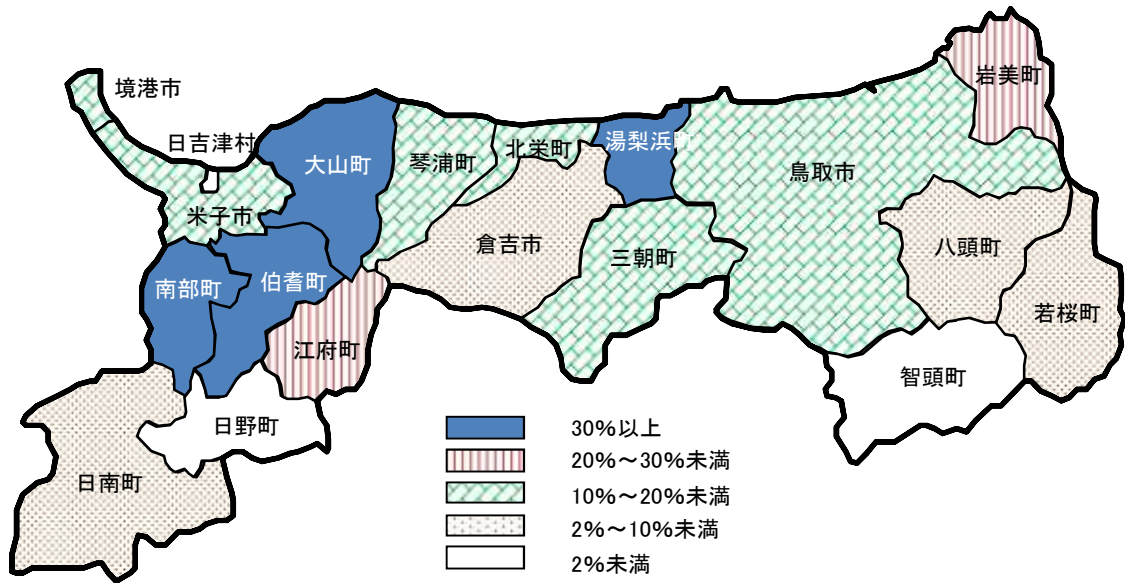 境港市
日吉津村
米子市
大山町
琴浦町
北栄町
湯梨浜町
鳥取市
岩美町
南部町
伯耆町
倉吉市
三朝町
八頭町
若桜町
江府町
智頭町
日野町
日南町
30%以上
20%～30%未満
10%～20%未満
2%～10%未満
2%未満